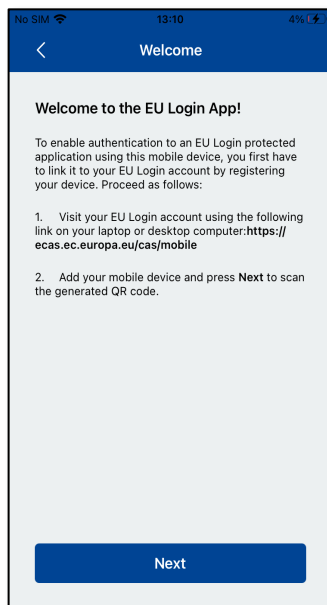 No SIM 13:10 4%
Welcome
Welcome to the EU Login App!
To enable authentication to an EU Login protected
application using this mobile device, you first have
to link it to your EU Login account by registering
your device. Proceed as follows:
1. Visit your EU Login account using the following
link on your laptop or desktop computer:https://
ecas.ec.europa.eu/cas/mobile
2. Add your mobile device and press Next to scan
the generated QR code.
Next